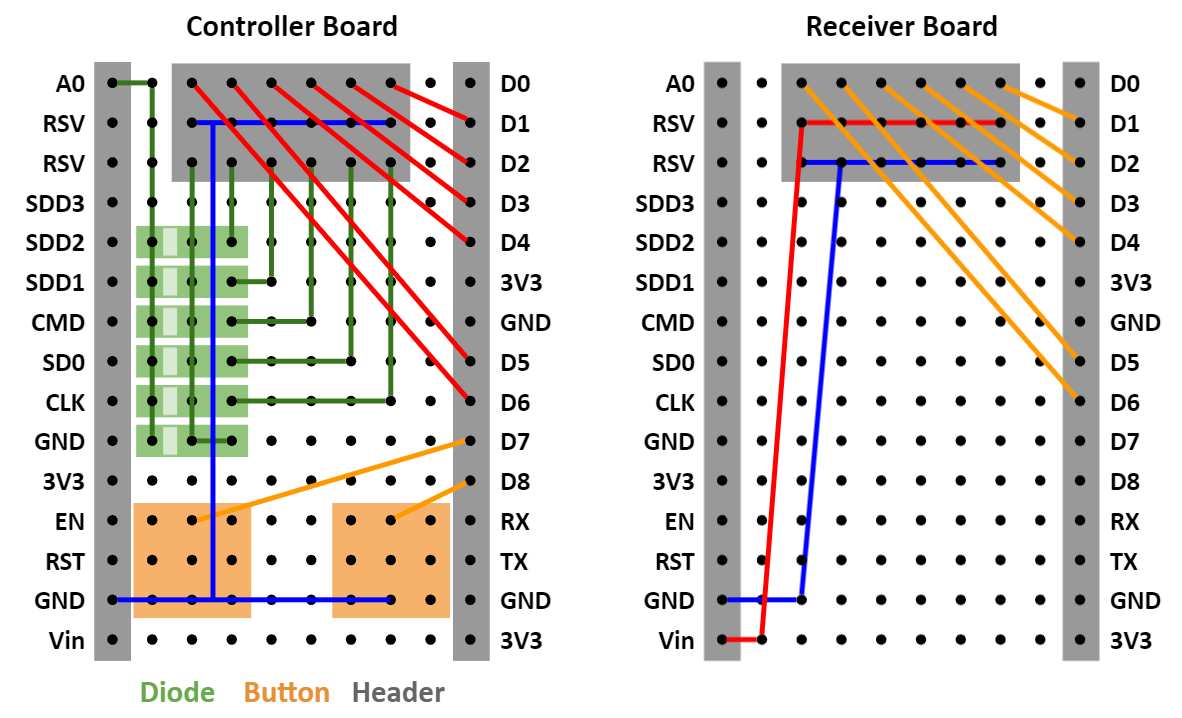 Controller Board
A0
RSV
RSV
SDD3
SDD2
SDD1
CMD
SD0
CLK
GND
3V3
EN
RST
GND
Vin
D0
D1
D2
D3
D4
3V3
GND
D5
D6
D7
D8
RX
TX
GND
3V3
Diode Button Header
Receiver Board
A0
RSV
RSV
SDD3
SDD2
SDD1
CMD
SD0
CLK
GND
3V3
EN
RST
GND
Vin
D0
D1
D2
D3
D4
3V3
GND
D5
D6
D7
D8
RX
TX
GND
3V3